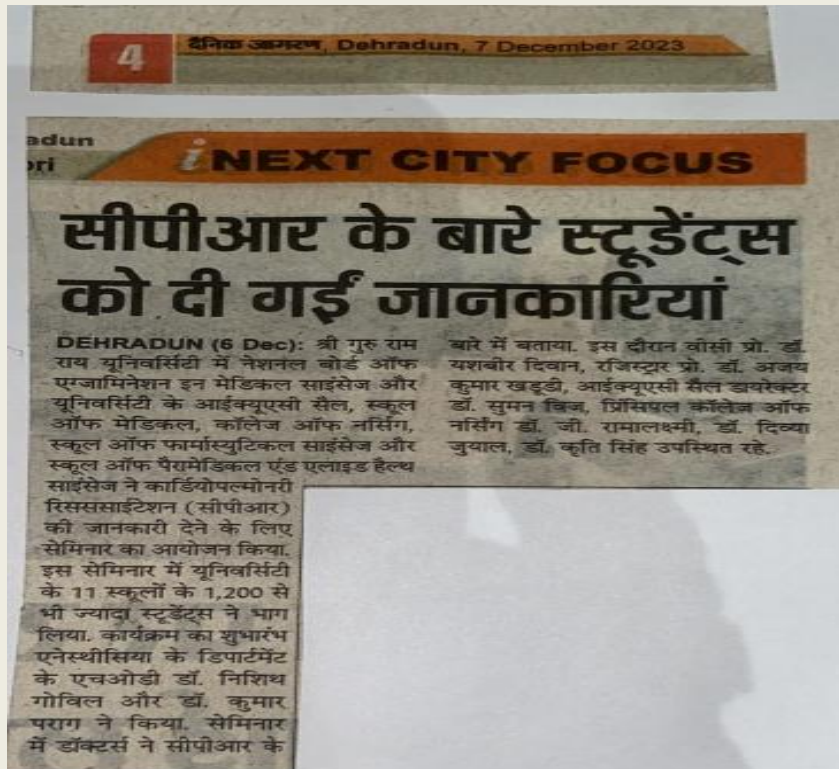 4
दैनिक जागरण, Dehradun, 7 December 2023
adun
ori
i NEXT CITY FOCUS
सीपीआर के बारे स्टूडेंट्स
को दी गईं जानकारियां
DEHRADUN (6 Dec): श्री गुरु राम
राय यूनिवर्सिटी में नेशनल बोर्ड ऑफ
एग्जामिनेशन इन मेडिकल साइंसेज और
यूनिवर्सिटी के आईक्यूएसी सैल, स्कूल
ऑफ मेडिकल, कॉलेज ऑफ नर्सिंग,
स्कूल ऑफ फार्मास्युटिकल साइंसेज और
स्कूल ऑफ पैरामेडिकल एंड एलाइड हैल्थ
साइंसेज ने कार्डियोपल्मोनरी
रिसससाईटेशन (सीपीआर)
की जानकारी देने के लिए
सेमिनार का आयोजन किया.
इस सेमिनार में यूनिवर्सिटी
के 11 स्कूलों के 1,200 से
भी ज्यादा स्टूडेंट्स ने भाग
लिया. कार्यक्रम का शुभारंभ
एनेस्थीसिया के डिपार्टमेंट
के एचओडी डॉ. निशिथ
गोविल और डॉ. कुमार
पराग ने किया. सेमिनार
में डॉक्टर्स ने सीपीआर के
बारे में बताया. इस दौरान वीसी प्रो. डॉ.
यशबीर दिवान, रजिस्ट्रार प्रो. डॉ. अजय
कुमार खडूडी, आईक्यूएसी सैल डायरेक्टर
डॉ. सुमन विज, प्रिंसिपल कॉलेज ऑफ
नर्सिंग डॉ. जी. रामालक्ष्मी, डॉ. दिव्या
जुयाल, डॉ. कृति सिंह उपस्थित रहे.